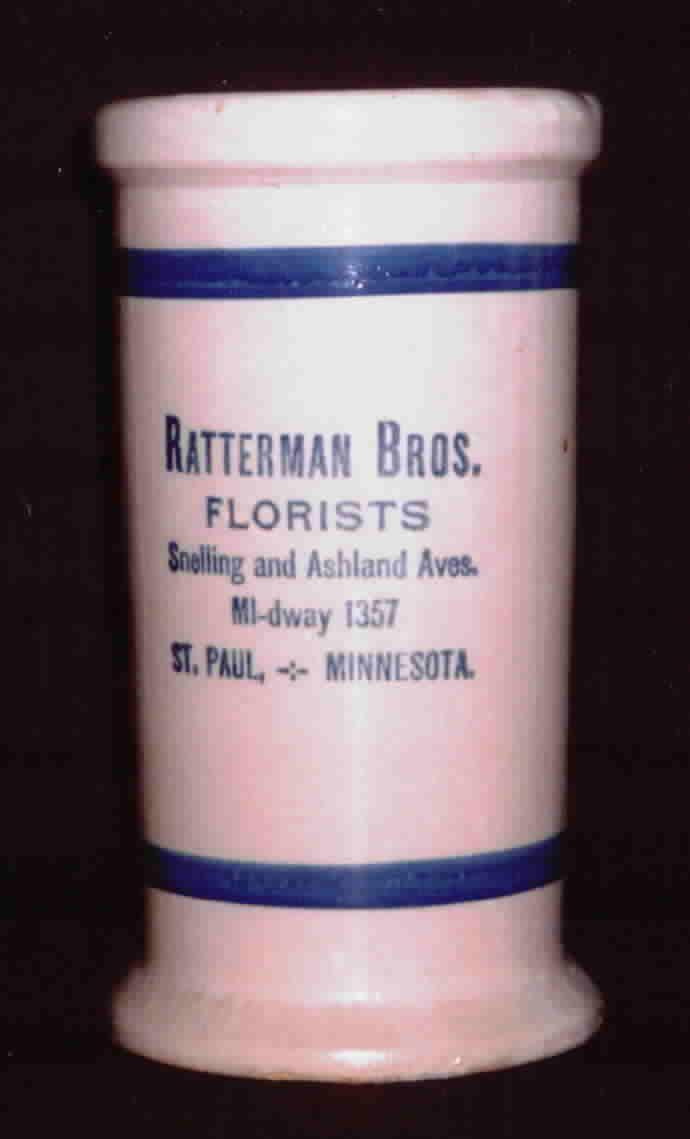 RATTERMAN BROS.
FLORISTS
Snelling and Ashland Aves.
MI-dway 1357
ST. PAUL, -:- MINNESOTA.